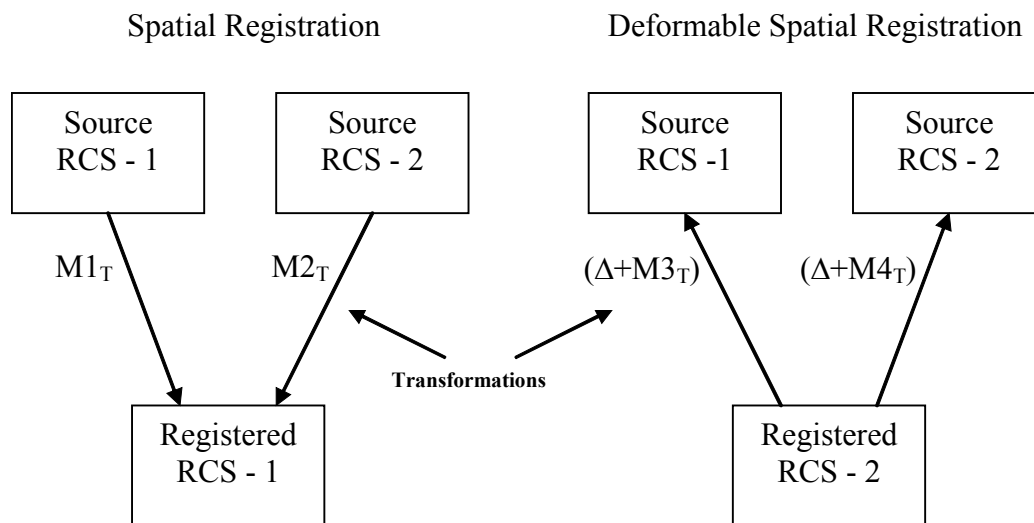 Spatial Registration
Deformable Spatial Registration
Source
RCS - 1
Source
RCS - 2
Source
RCS -1
Source
RCS - 2
M1T
M2T
(Δ+M3T)
(Δ+M4T)
Transformations
Registered
RCS - 1
Registered
RCS - 2